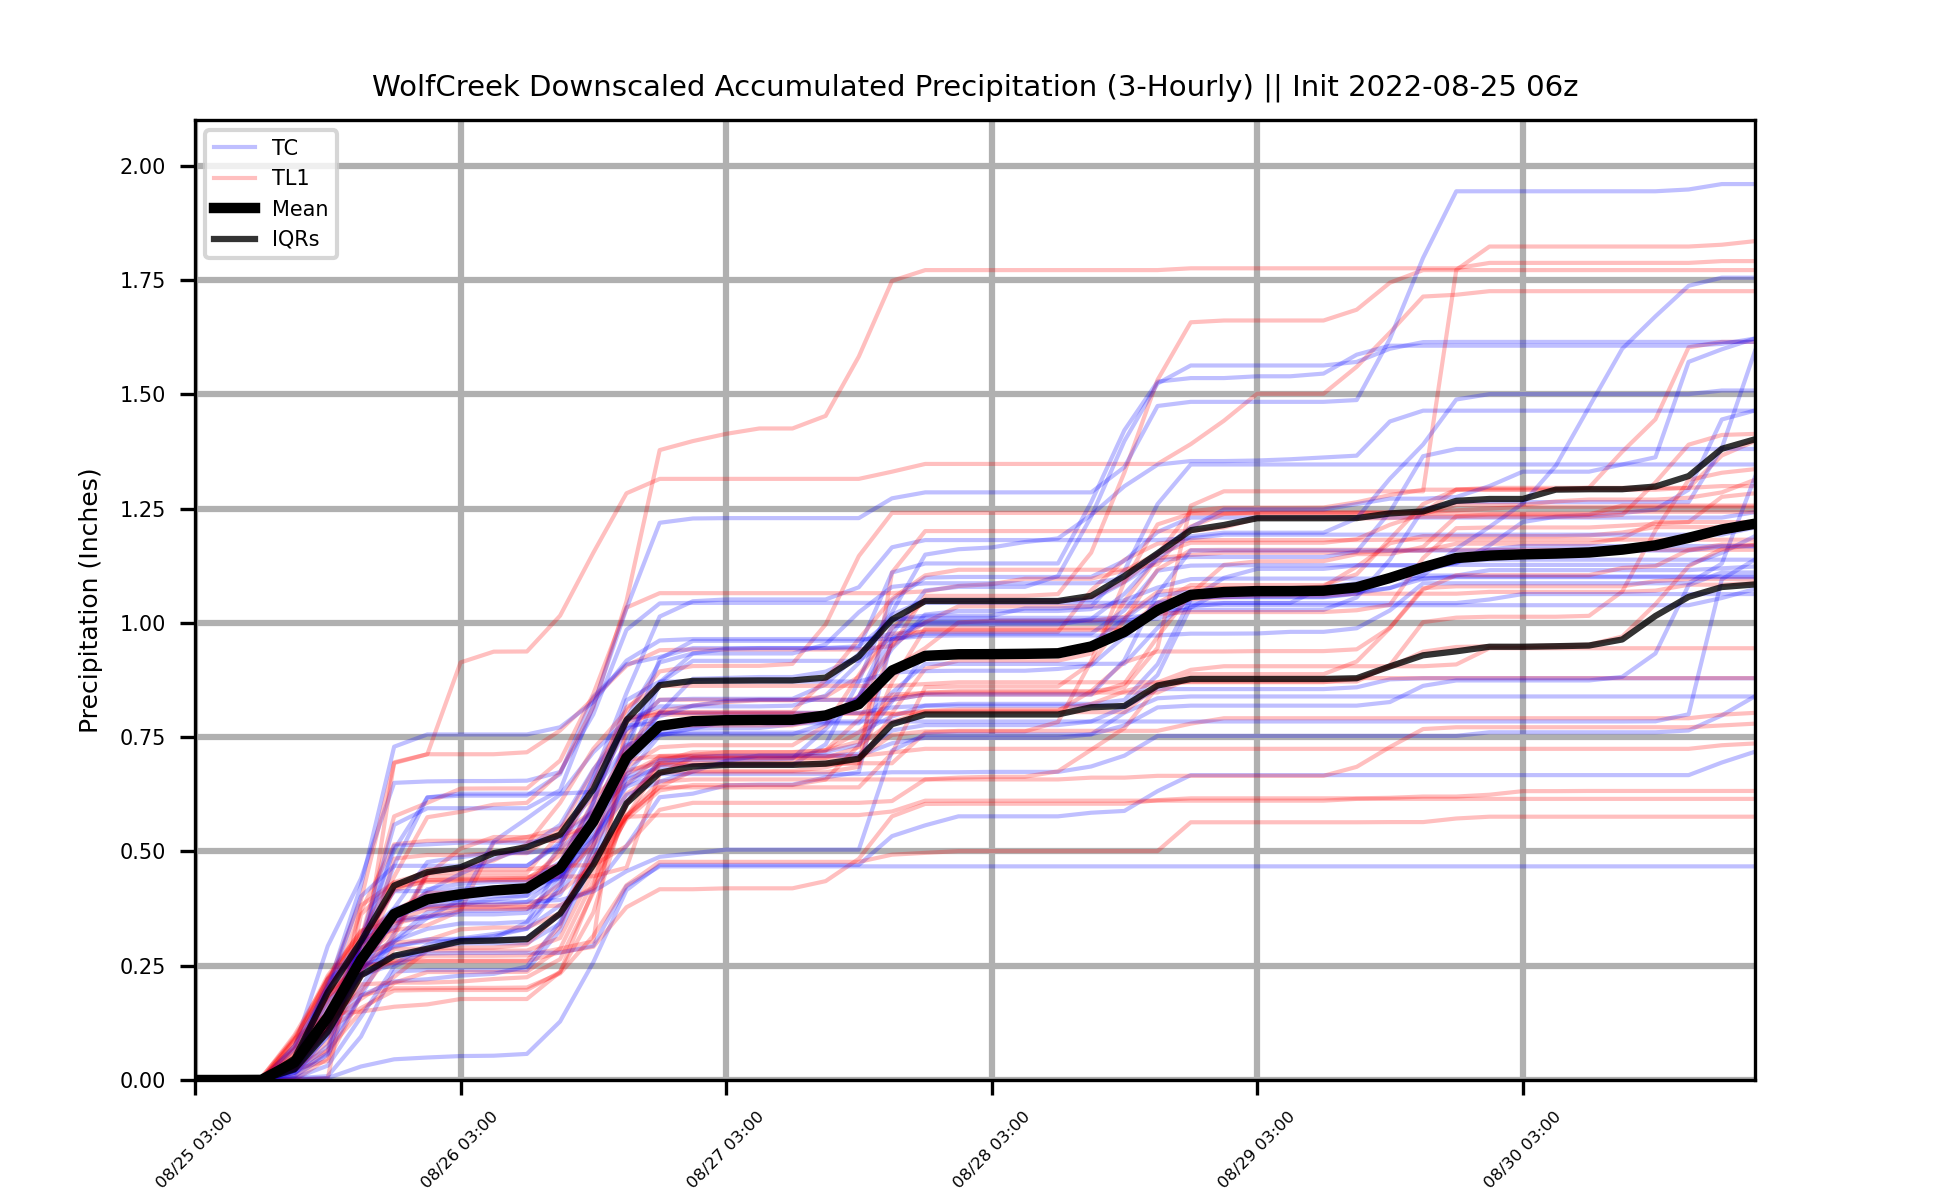 WolfCreek Downscaled Accumulated Precipitation (3-Hourly) || Init 2022-08-25 06z
TC
TL1
Mean
IQRs
Precipitation (Inches)
2.00
1.75
1.50
1.25
1.00
0.75
0.50
0.25
0.00
08/25 03:00
08/26 03:00
08/27 03:00
08/28 03:00
08/29 03:00
08/30 03:00